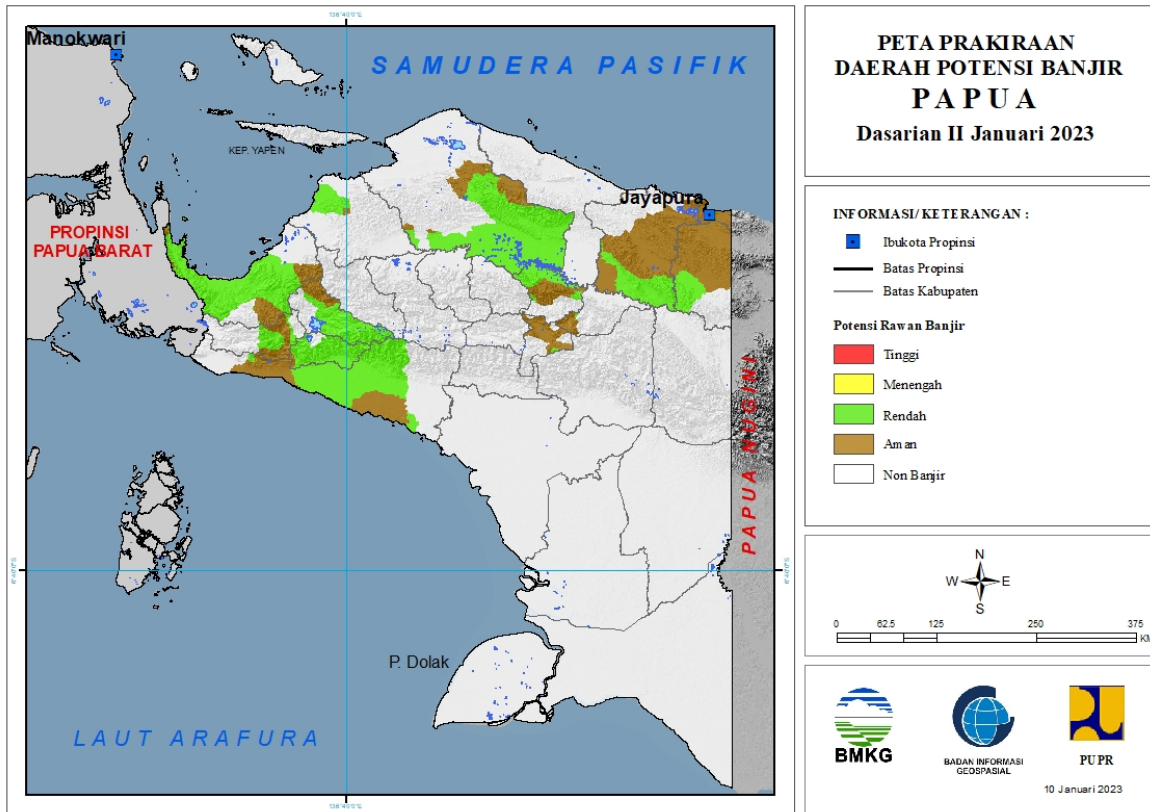 PETA PRAKIRAAN
DAERAH POTENSI BANJIR
PAPUA
Dasarian II Januari 2023
INFORMASI/KETERANGAN :
Ibukota Propinsi
Batas Propinsi
Batas Kabupaten
Potensi Rawan Banjir
Tinggi
Menengah
Rendah
Aman
Non Banjir
N
W E
S
0 62.5 125 250 375
KM
BMKG
BADAN INFORMASI
GEOSPASIAL
PUPR
10 Januari 2023
Manokwari
SAMUDERA PASIFIK
KEP. YAPEN
Jayapura
PROPINSI
PAPUA BARAT
PAPUA NUGINI
P. Dolak
LAUT ARAFURA